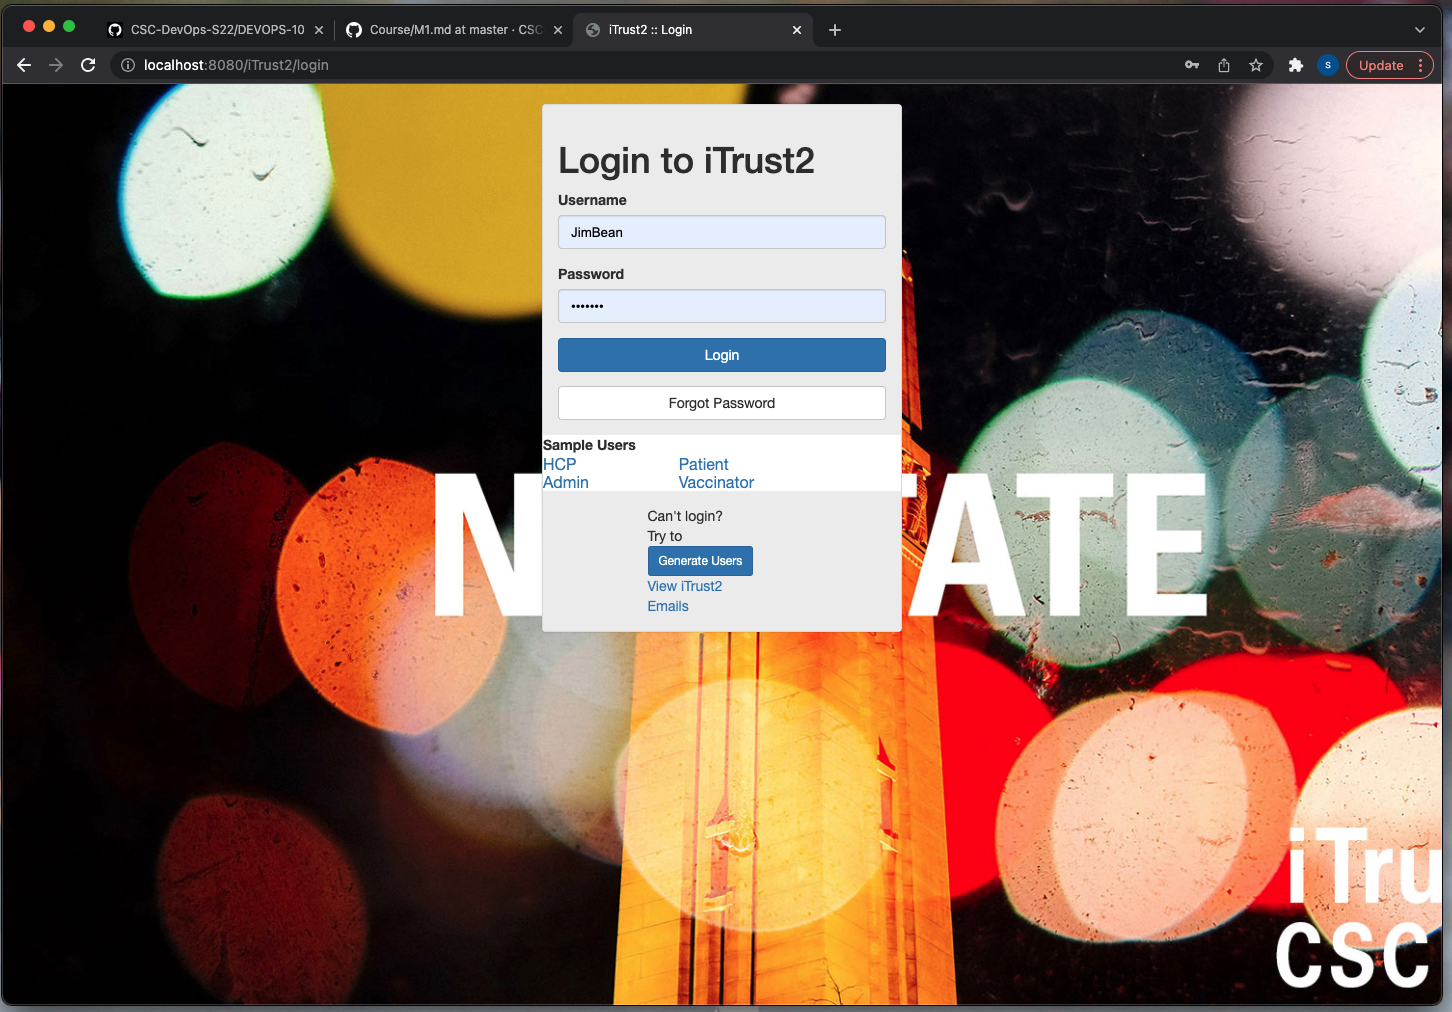 CSC-DevOps-S22/DEVOPS-10
Course/M1.md at master · CSC
iTrust2 :: Login
localhost:8080/iTrust2/login
S
Update
Login to iTrust2
Username
JimBean
Password
•••••••
Login
Forgot Password
Sample Users
HCP Patient
Admin Vaccinator
Can't login?
Try to
Generate Users
View iTrust2
Emails
N TATE
iTru
CSC